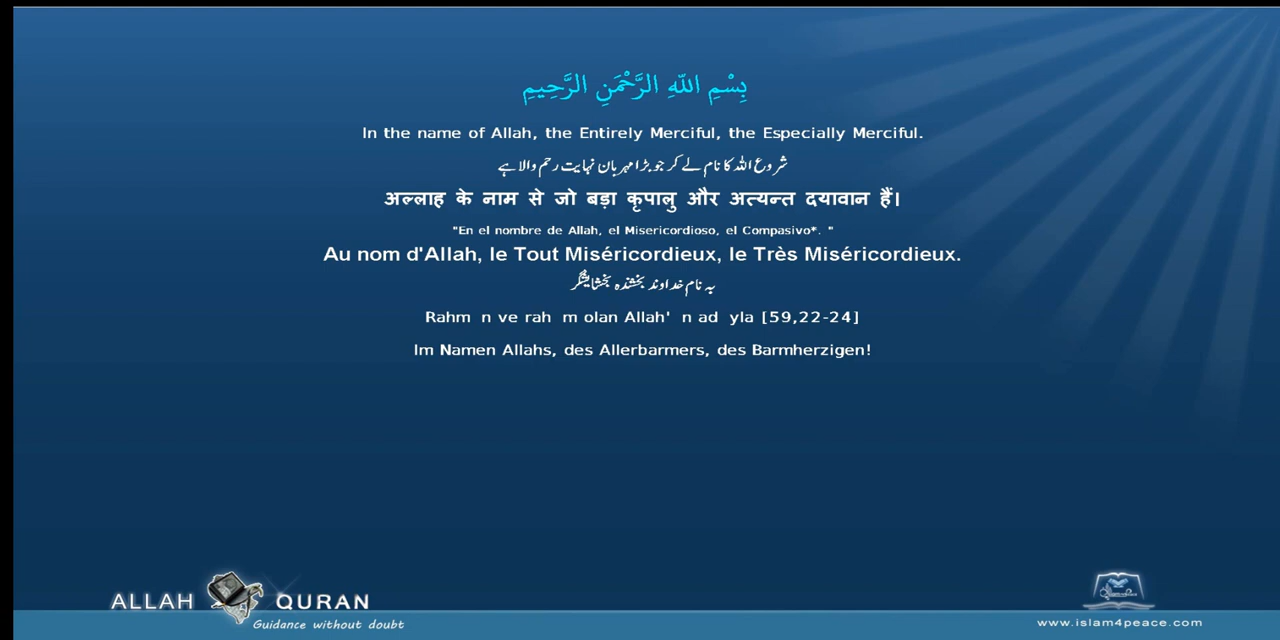 بِسْمِ اللّٰهِ الرَّحْمَنِ الرَّحِيمِ
In the name of Allah, the Entirely Merciful, the Especially Merciful.
شروع الله کا نام لے کر جو بڑا مہربان نہایت رحم والا ہے
अल्लाह के नाम से जो बड़ा कृपालु और अत्यन्त दयावान हैं।
"En el nombre de Allah, el Misericordioso, el Compasivo*. "
Au nom d'Allah, le Tout Miséricordieux, le Très Miséricordieux.
به نام خداوند بخشنده بخشایشگر
Rahm n ve rah m olan Allah' n ad yla [59,22-24]
Im Namen Allahs, des Allerbarmers, des Barmherzigen!
ALLAH QURAN
Guidance without doubt
www.islam4peace.com